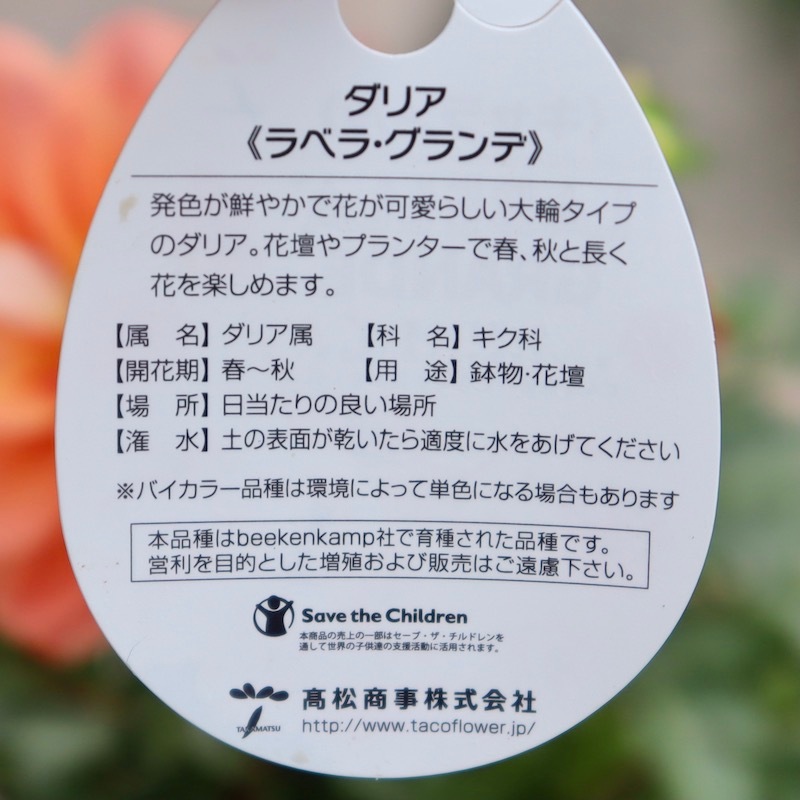 ダリア
《ラベラ・グランデ》
発色が鮮やかで花が可愛らしい大輪タイプ
のダリア。花壇やプランターで春、秋と長く
花を楽しめます。
【属　名】ダリア属　【科　名】キク科
【開花期】春〜秋　【用　途】鉢物・花壇
【場　所】日当たりの良い場所
【潅　水】土の表面が乾いたら適度に水をあげてください
※バイカラー品種は環境によって単色になる場合もあります
本品種はbeekenkamp社で育種された品種です。
営利を目的とした増殖および販売はご遠慮下さい。
Save the Children
本商品の売上の一部はセーブ・ザ・チルドレンを
通して世界の子供達の支援活動に活用されます。
髙松商事株式会社
TAKAMATSU
http://www.tacoflower.jp/